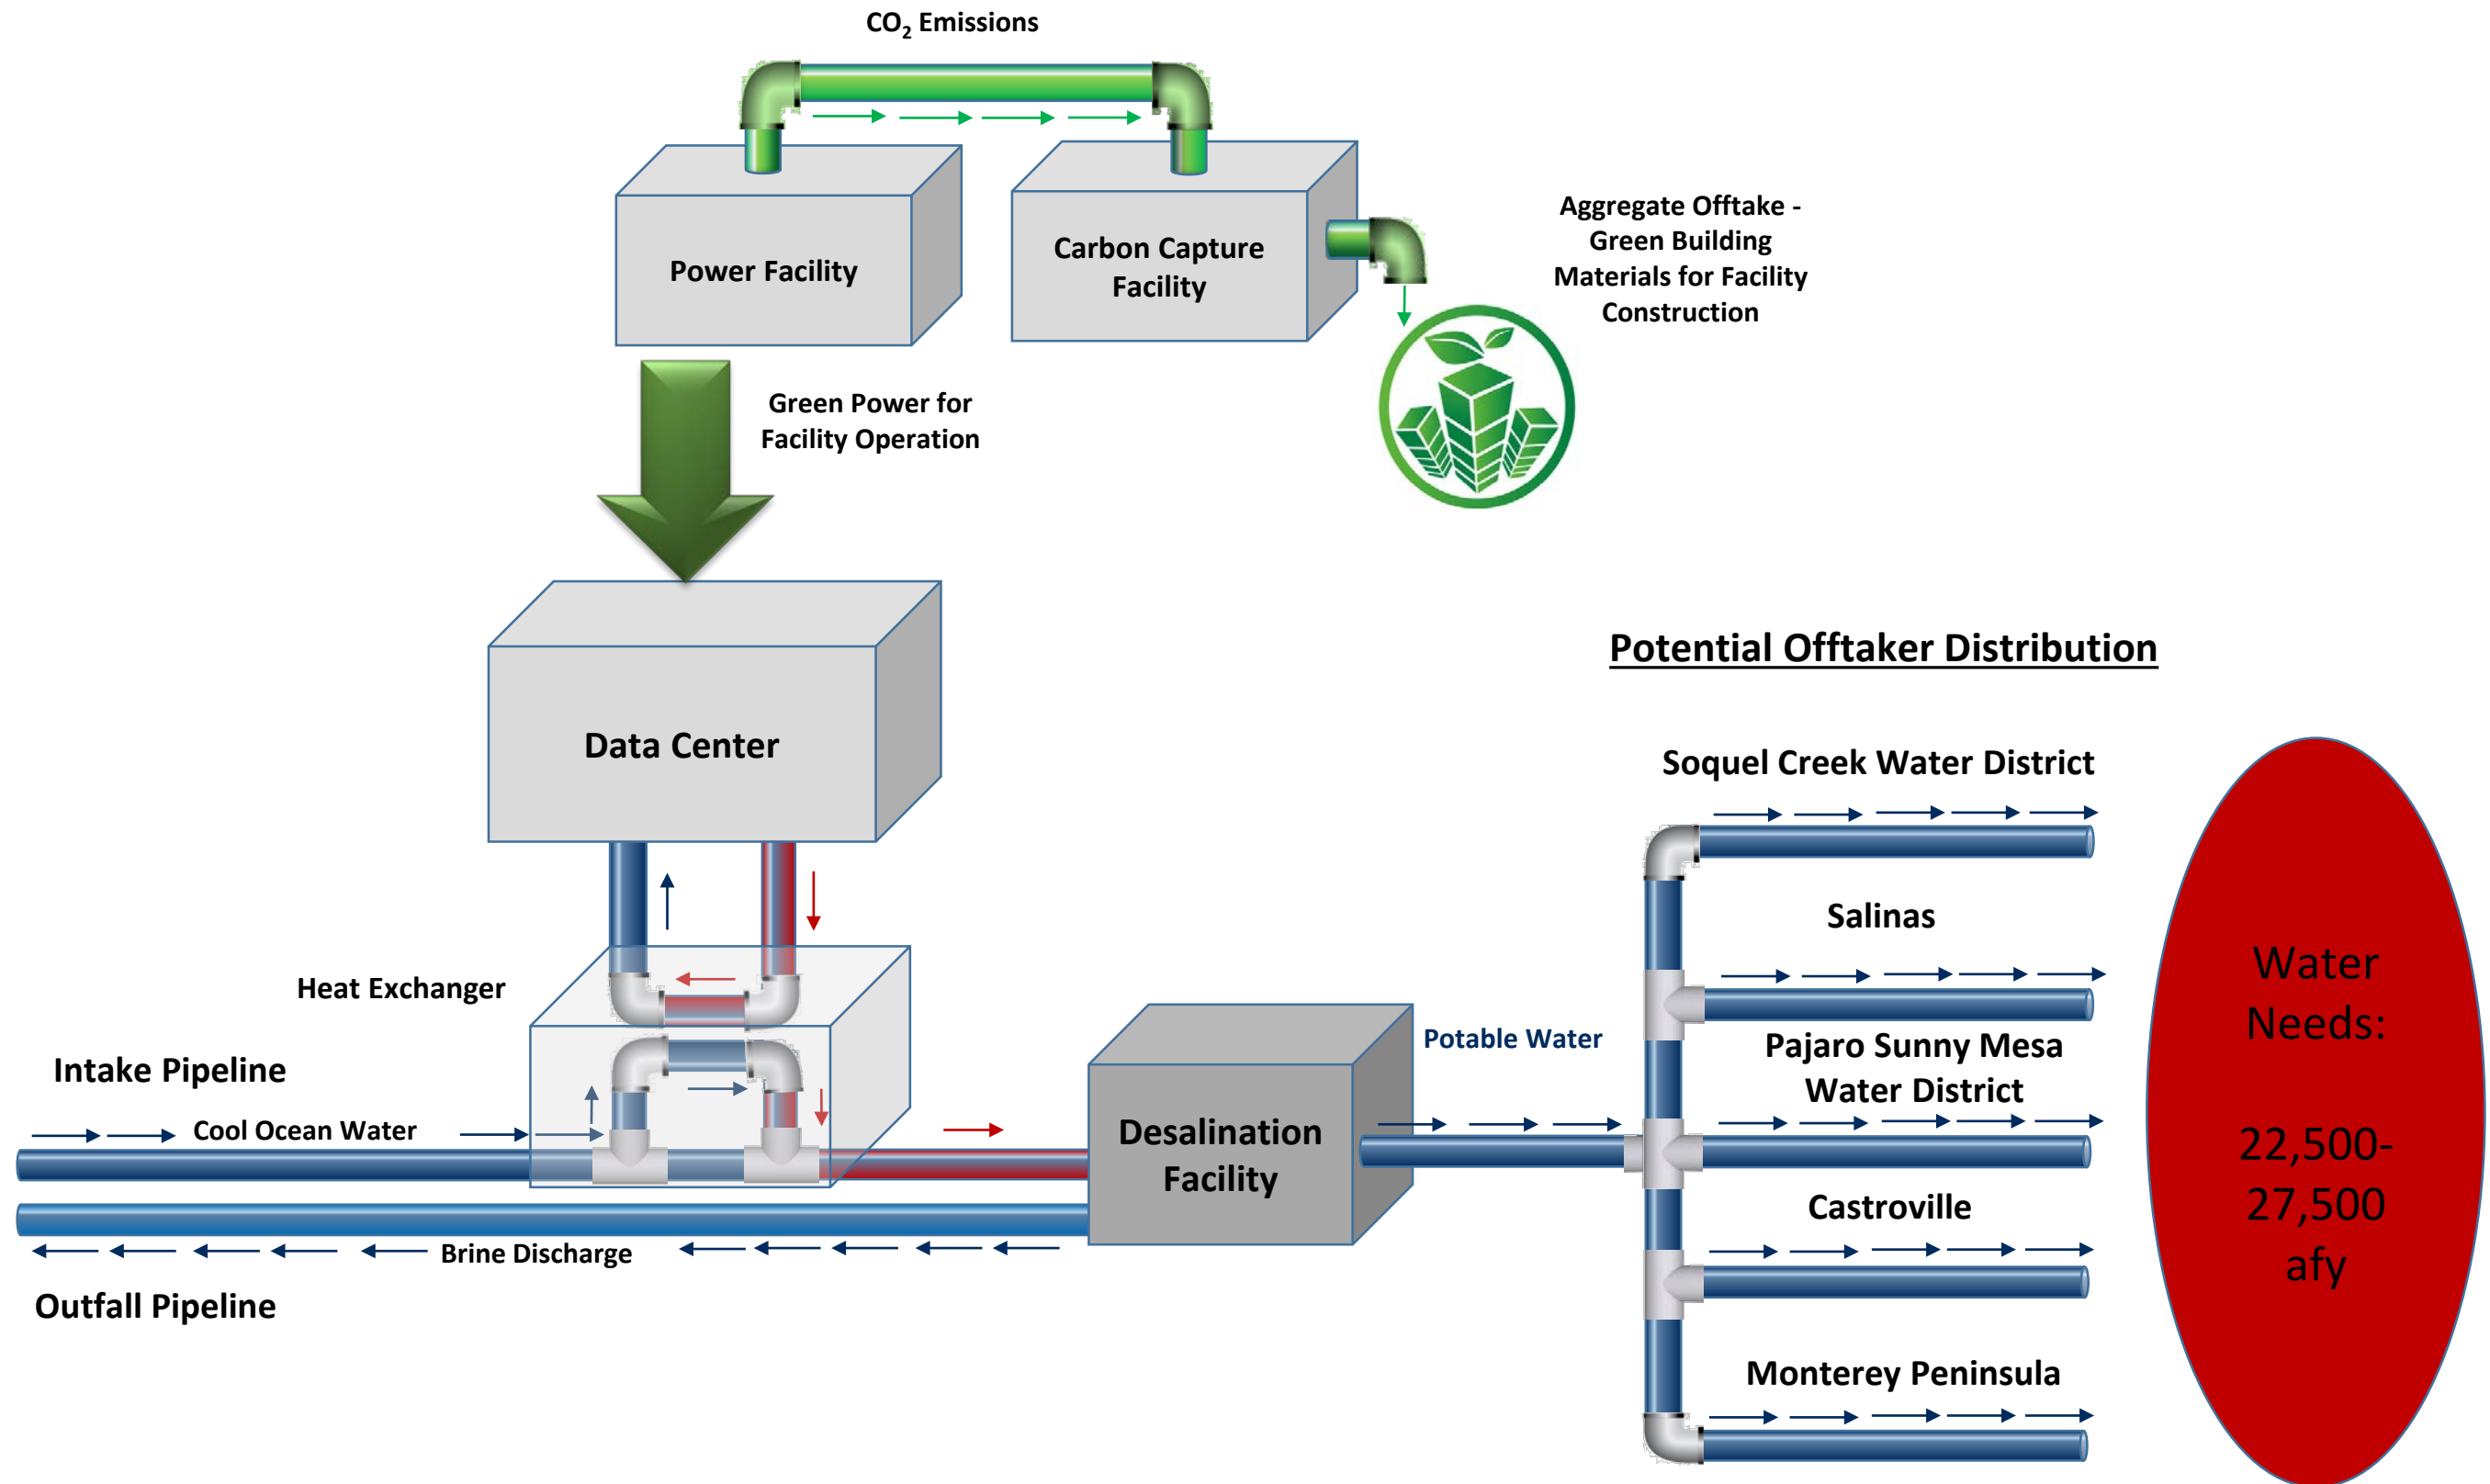 CO₂ Emissions
Power Facility
Carbon Capture
Facility
Aggregate Offtake -
Green Building
Materials for Facility
Construction
Green Power for
Facility Operation
Data Center
Heat Exchanger
Intake Pipeline
Cool Ocean Water
Brine Discharge
Outfall Pipeline
Desalination
Facility
Potable Water
Potential Offtaker Distribution
Soquel Creek Water District
Salinas
Pajaro Sunny Mesa
Water District
Castroville
Monterey Peninsula
Water
Needs:
22,500-
27,500
afy